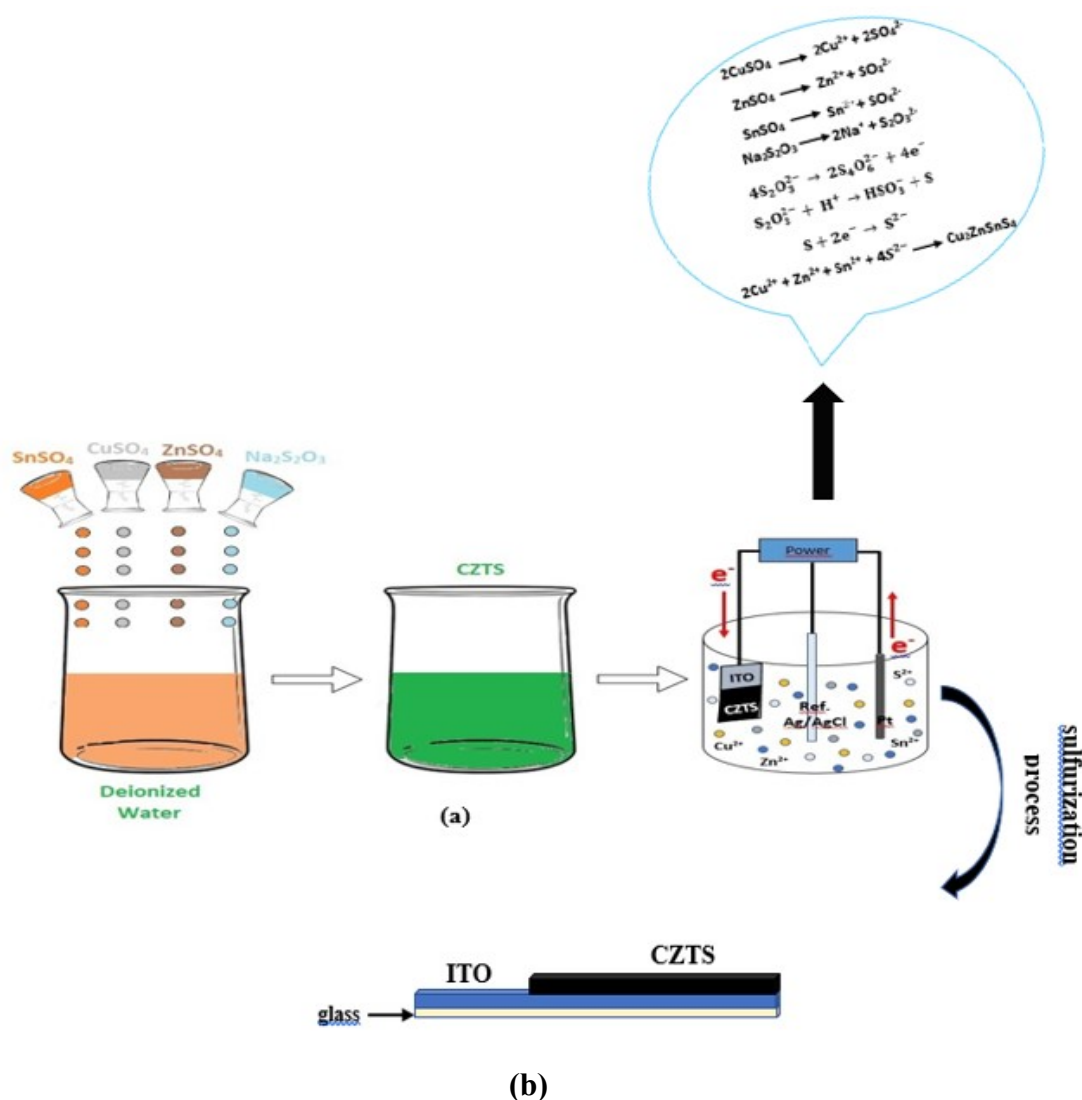 2CuSO₄ → 2Cu²⁺ + 2SO₄²⁻
ZnSO₄ → Zn²⁺ + SO₄²⁻
SnSO₄ → Sn²⁺ + SO₄²⁻
Na₂S₂O₃ → 2Na⁺ + S₂O₃²⁻
4S₂O₃²⁻ → 2S₄O₆²⁻ + 4e⁻
S₂O₃²⁻ + H⁺ → HSO₃⁻ + S
S + 2e⁻ → S²⁻
2Cu²⁺ + Zn²⁺ + Sn²⁺ + 4S²⁻ → Cu₂ZnSnS₄
SnSO₄
CuSO₄
ZnSO₄
Na₂S₂O₃
Deionized
Water
CZTS
(a)
Power
e⁻
e⁻
ITO
CZTS
Ref.
Ag/AgCl
Pt
S²⁺
Cu²⁺
Zn²⁺
Sn²⁺
sulfurization
process
ITO
CZTS
glass
(b)